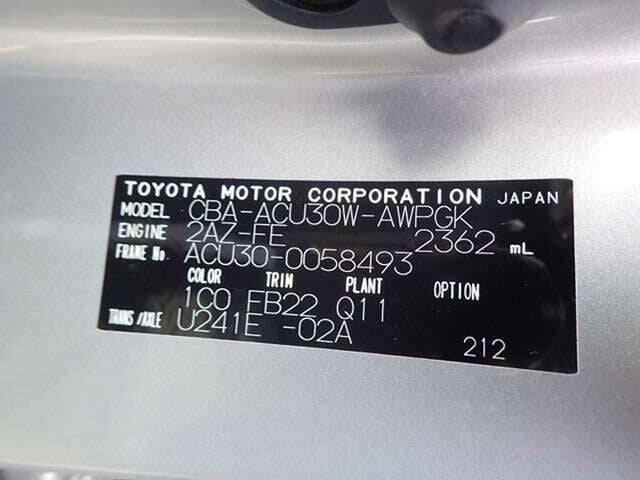 TOYOTA MOTOR CORPORATION JAPAN
MODEL CBA-ACU30W-AWPGK
ENGINE 2AZ-FE 2362 mL
FRAME No. ACU30-0058493
COLOR TRIM PLANT OPTION
1C0 FB22 Q11
TRANS/AXLE U241E -02A
212